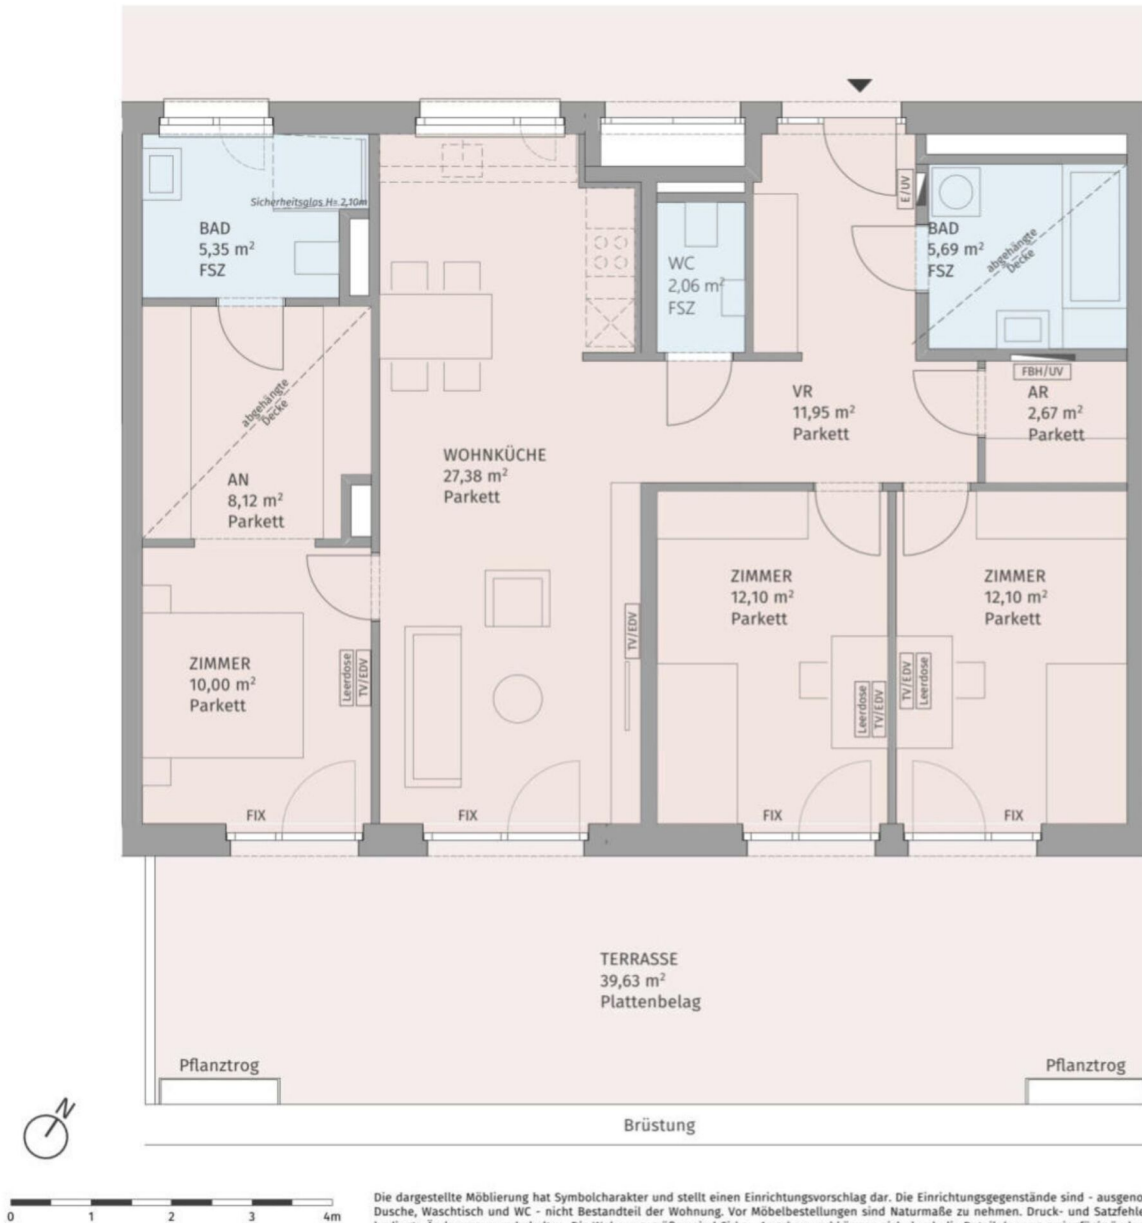 Sicherheitsglas H= 2,10m
BAD
5,35 m²
FSZ
WC
2,06 m²
FSZ
E/UV
BAD
5,69 m²
FSZ
abgehängte
Decke
abgehängte
Decke
AN
8,12 m²
Parkett
WOHNKÜCHE
27,38 m²
Parkett
VR
11,95 m²
Parkett
FBH/UV
AR
2,67 m²
Parkett
ZIMMER
10,00 m²
Parkett
Leerdose
TV/EDV
TV/EDV
ZIMMER
12,10 m²
Parkett
Leerdose
TV/EDV
ZIMMER
12,10 m²
Parkett
TV/EDV
Leerdose
FIX
FIX
FIX
FIX
TERRASSE
39,63 m²
Plattenbelag
Pflanztrog
Pflanztrog
Brüstung
N
0 1 2 3 4m
Die dargestellte Möblierung hat Symbolcharakter und stellt einen Einrichtungsvorschlag dar. Die Einrichtungsgegenstände sind - ausgeno
Dusche, Waschtisch und WC - nicht Bestandteil der Wohnung. Vor Möbelbestellungen sind Naturmaße zu nehmen. Druck- und Satzfehl